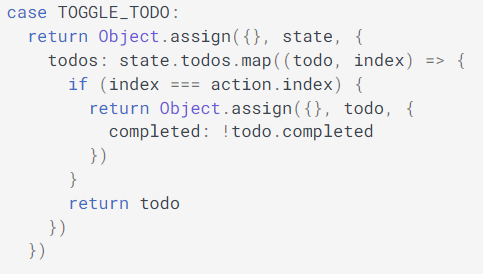 case TOGGLE_TODO:
  return Object.assign({}, state, {
    todos: state.todos.map((todo, index) => {
      if (index === action.index) {
        return Object.assign({}, todo, {
          completed: !todo.completed
        })
      }
      return todo
    })
  })